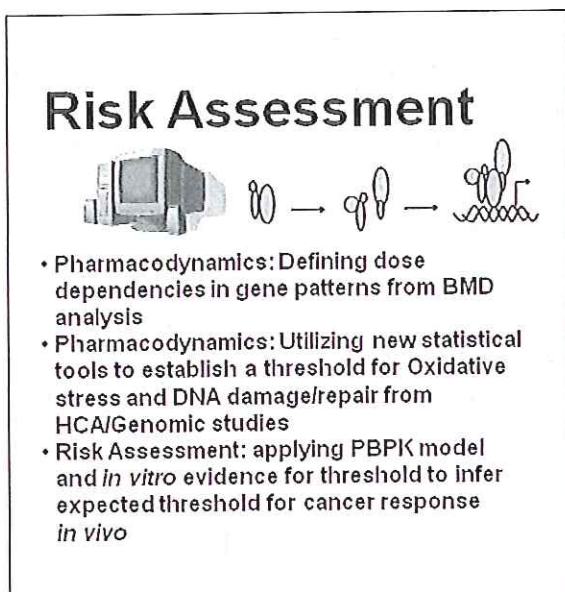 Risk Assessment
• Pharmacodynamics: Defining dose
dependencies in gene patterns from BMD
analysis
• Pharmacodynamics: Utilizing new statistical
tools to establish a threshold for Oxidative
stress and DNA damage/repair from
HCA/Genomic studies
• Risk Assessment: applying PBPK model
and in vitro evidence for threshold to infer
expected threshold for cancer response
in vivo